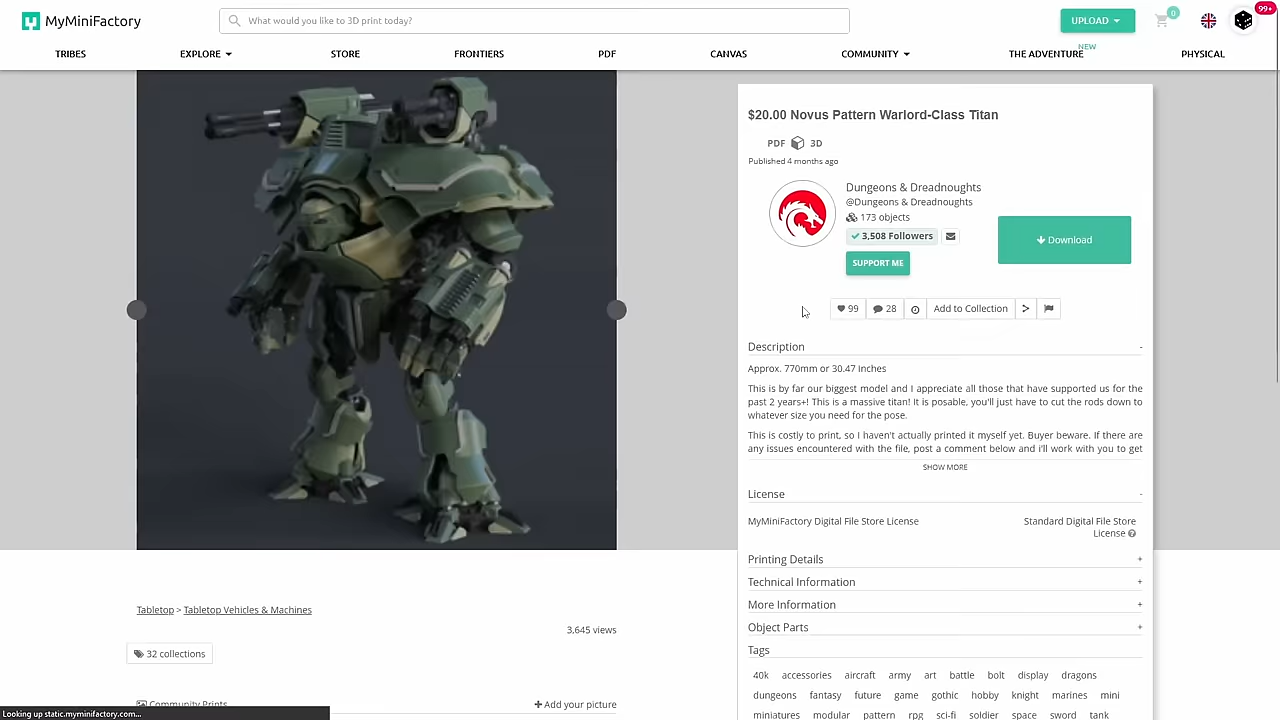 MyMiniFactory
What would you like to 3D print today?
UPLOAD
0
99+
TRIBES
EXPLORE
STORE
FRONTIERS
PDF
CANVAS
COMMUNITY
THE ADVENTURE
NEW
PHYSICAL
$20.00 Novus Pattern Warlord-Class Titan
PDF 3D
Published 4 months ago
Dungeons & Dreadnoughts
@Dungeons & Dreadnoughts
173 objects
3,508 Followers
SUPPORT ME
Download
99
28
Add to Collection
Description -
Approx. 770mm or 30.47 Inches
This is by far our biggest model and I appreciate all those that have supported us for the
past 2 years+! This is a massive titan! It is posable, you'll just have to cut the rods down to
whatever size you need for the pose.
This is costly to print, so I haven't actually printed it myself yet. Buyer beware. If there are
any issues encountered with the file, post a comment below and i'll work with you to get
SHOW MORE
License -
MyMiniFactory Digital File Store License
Standard Digital File Store
License
Printing Details +
Technical Information +
More Information +
Object Parts +
Tags
40k accessories aircraft army art battle bolt display dragons
dungeons fantasy future game gothic hobby knight marines mini
miniatures modular pattern rpg sci-fi soldier space sword tank
Tabletop > Tabletop Vehicles & Machines
3,645 views
32 collections
Community Prints
Add your picture
Looking up static.myminifactory.com...